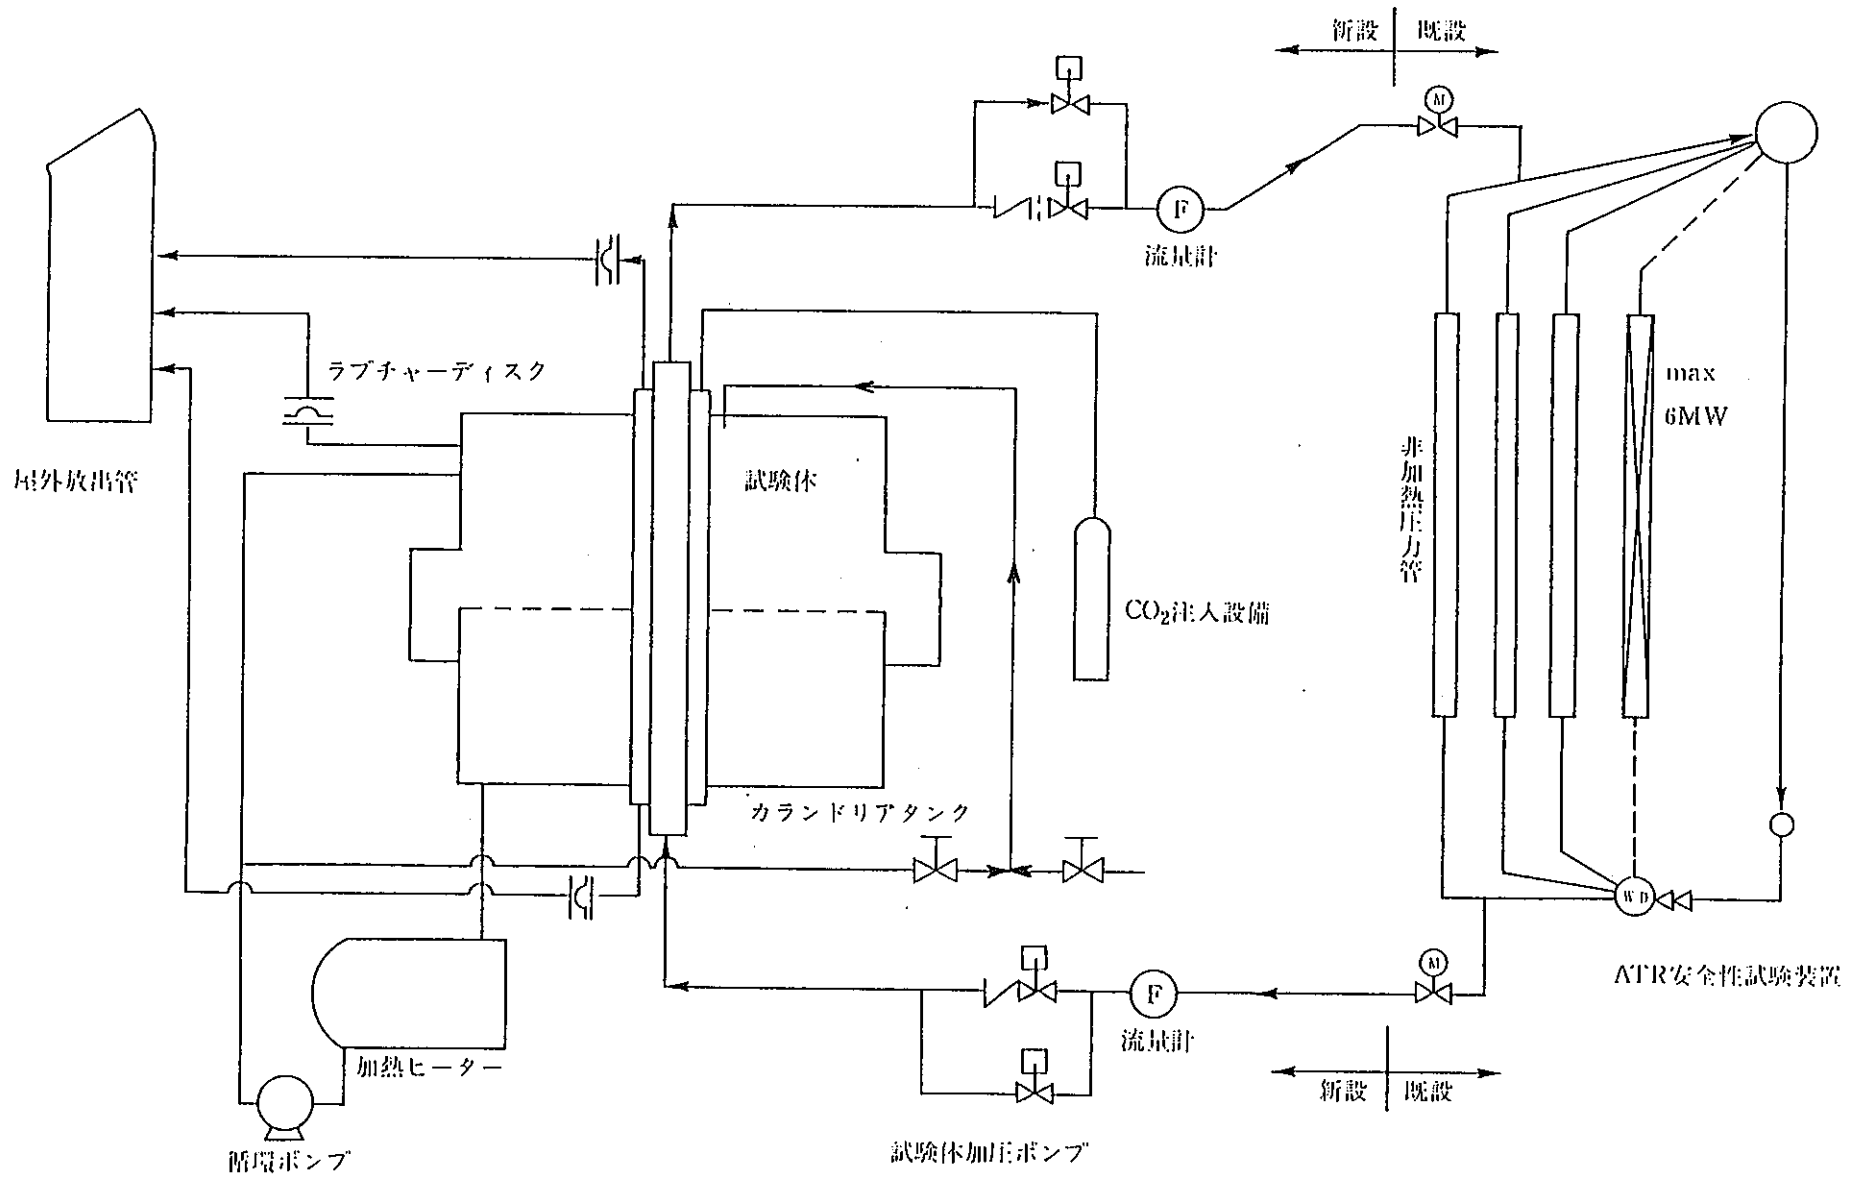 新設 既設
M
F
流量計
ラプチャーディスク
max
6MW
屋外放出管
試験体
非加熱圧力管
CO₂注入設備
カランドリアタンク
W D
M
ATR安全性試験装置
F
流量計
加熱ヒーター
新設 既設
循環ポンプ
試験体加圧ポンプ